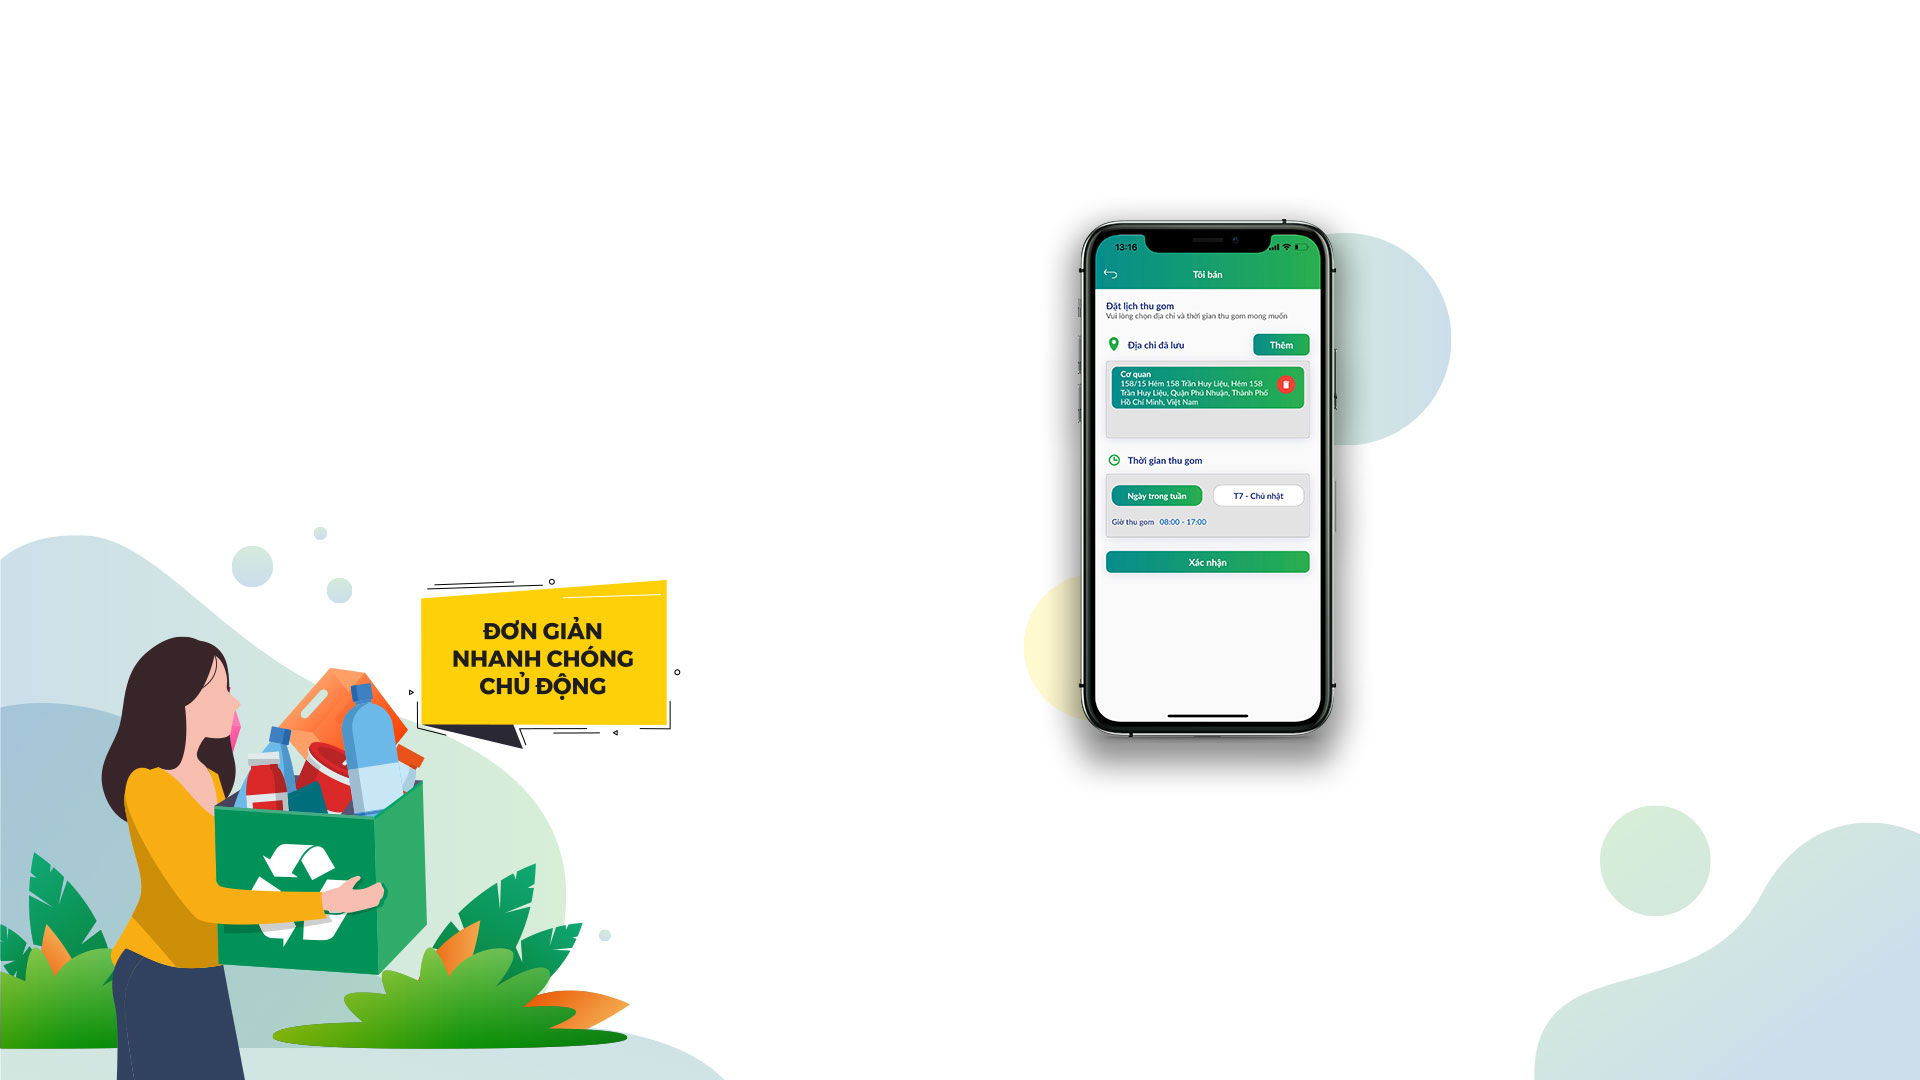 13:16
Tôi bán
Đặt lịch thu gom
Vui lòng chọn địa chỉ và thời gian thu gom mong muốn
Địa chỉ đã lưu
Thêm
Cơ quan
158/15 Hẻm 158 Trần Huy Liệu, Hẻm 158
Trần Huy Liệu, Quận Phú Nhuận, Thành Phố
Hồ Chí Minh, Việt Nam
Thời gian thu gom
Ngày trong tuần
T7 - Chủ nhật
Giờ thu gom 08:00 - 17:00
Xác nhận
ĐƠN GIẢN
NHANH CHÓNG
CHỦ ĐỘNG